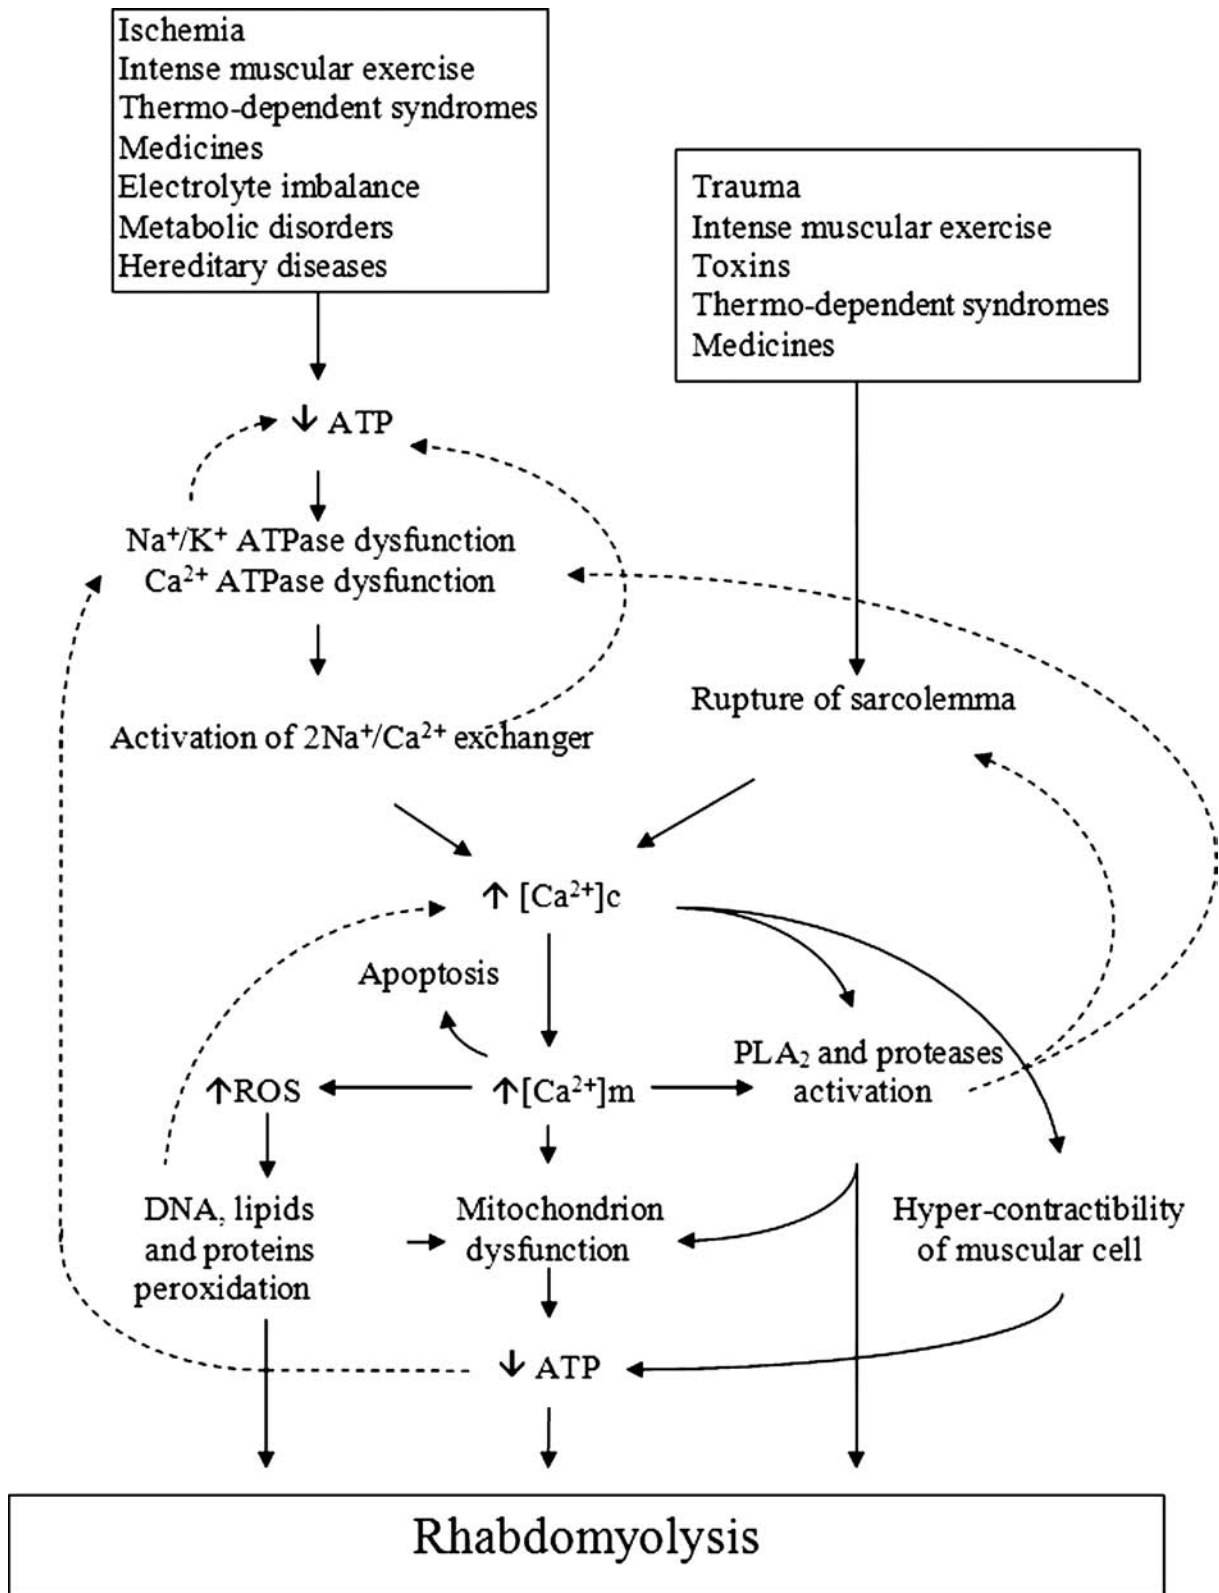 Ischemia
Intense muscular exercise
Thermo-dependent syndromes
Medicines
Electrolyte imbalance
Metabolic disorders
Hereditary diseases
Trauma
Intense muscular exercise
Toxins
Thermo-dependent syndromes
Medicines
↓ ATP
Na⁺/K⁺ ATPase dysfunction
Ca²⁺ ATPase dysfunction
Rupture of sarcolemma
Activation of 2Na⁺/Ca²⁺ exchanger
↑ [Ca²⁺]c
Apoptosis
PLA₂ and proteases
activation
↑ROS
↑[Ca²⁺]m
DNA, lipids
and proteins
peroxidation
Mitochondrion
dysfunction
Hyper-contractibility
of muscular cell
↓ ATP
Rhabdomyolysis